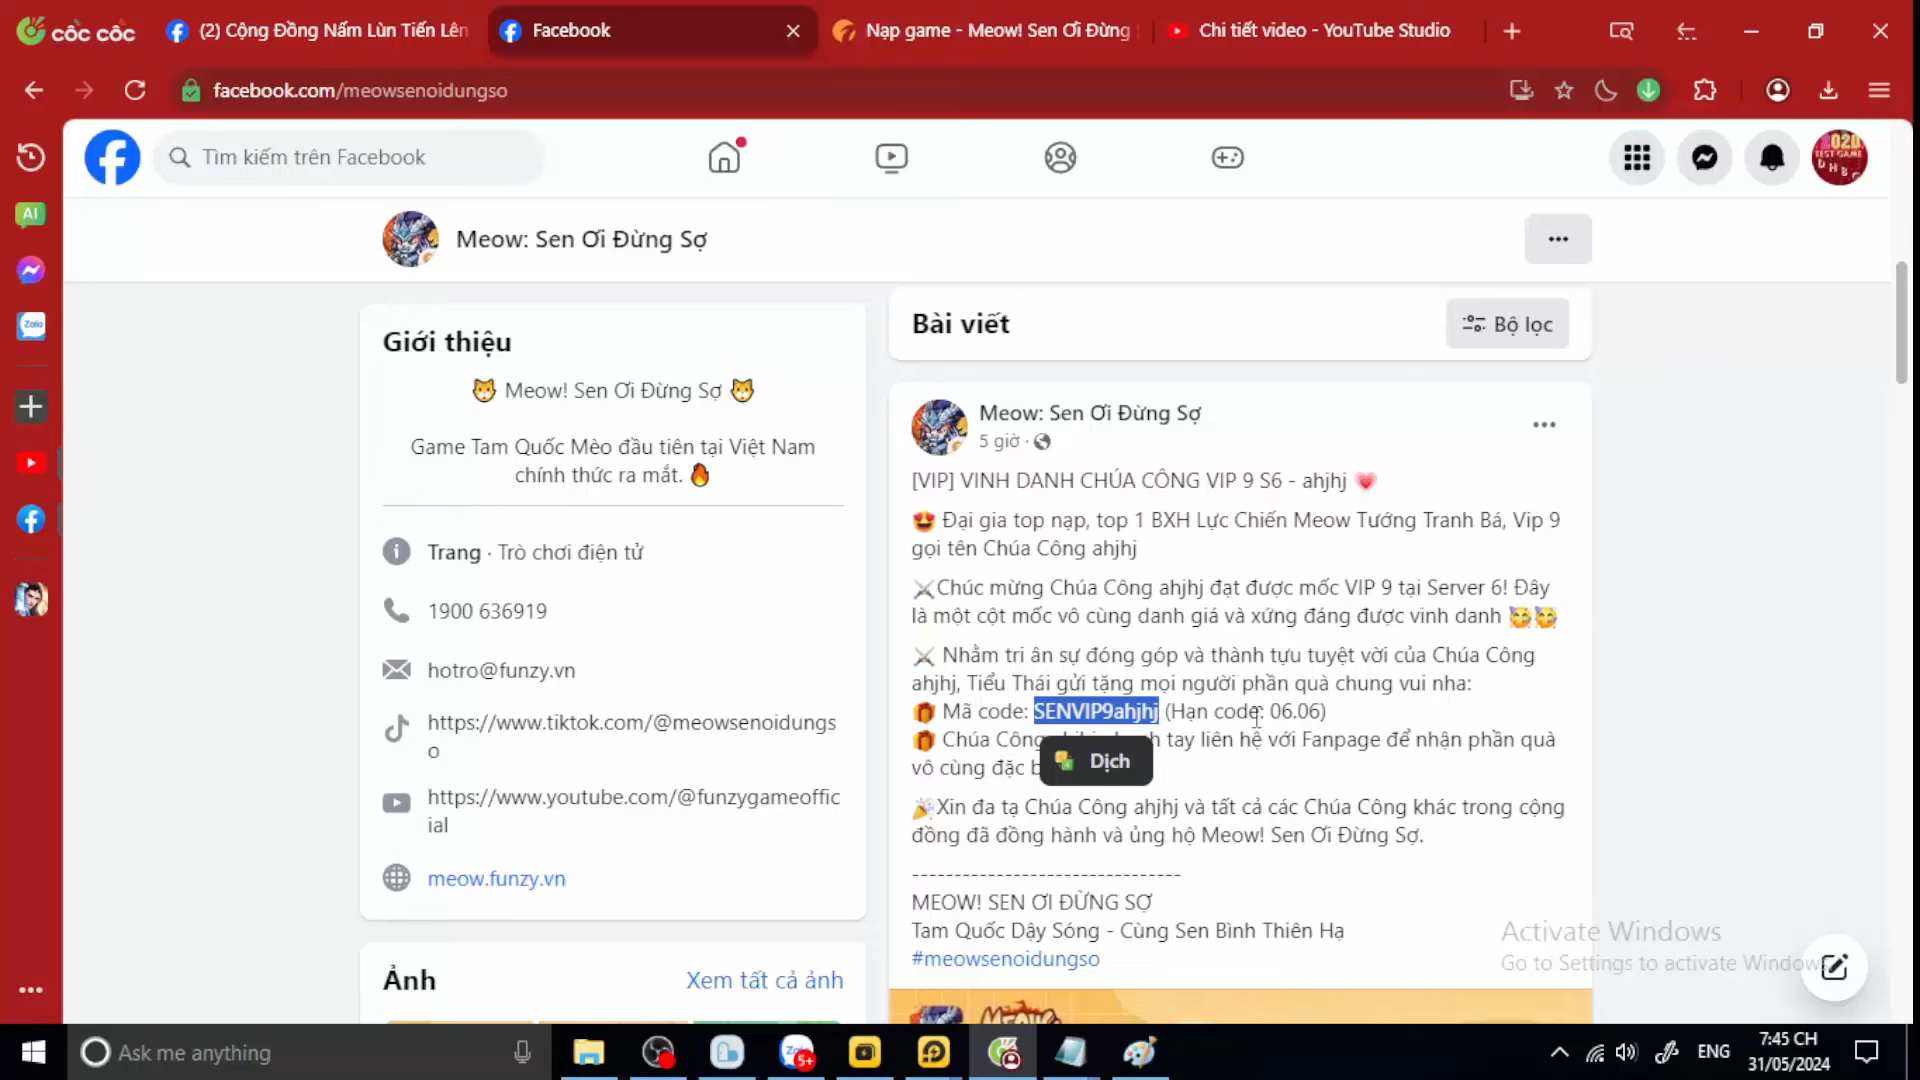 cốc cốc
(2) Cộng Đồng Nấm Lùn Tiến Lên
Facebook
Nạp game - Meow! Sen Ơi Đừng
Chi tiết video - YouTube Studio
facebook.com/meowsenoidungso
Tìm kiếm trên Facebook
AI
Zalo
Meow: Sen Ơi Đừng Sợ
Giới thiệu
Meow! Sen Ơi Đừng Sợ
Game Tam Quốc Mèo đầu tiên tại Việt Nam
chính thức ra mắt.
Trang · Trò chơi điện tử
1900 636919
hotro@funzy.vn
https://www.tiktok.com/@meowsenoidungs
o
https://www.youtube.com/@funzygameoffic
ial
meow.funzy.vn
Ảnh
Xem tất cả ảnh
Bài viết
Bộ lọc
Meow: Sen Ơi Đừng Sợ
5 giờ ·
[VIP] VINH DANH CHÚA CÔNG VIP 9 S6 - ahjhj
Đại gia top nạp, top 1 BXH Lực Chiến Meow Tướng Tranh Bá, Vip 9
gọi tên Chúa Công ahjhj
Chúc mừng Chúa Công ahjhj đạt được mốc VIP 9 tại Server 6! Đây
là một cột mốc vô cùng danh giá và xứng đáng được vinh danh
Nhằm tri ân sự đóng góp và thành tựu tuyệt vời của Chúa Công
ahjhj, Tiểu Thái gửi tặng mọi người phần quà chung vui nha:
Mã code: SENVIP9ahjhj (Hạn code: 06.06)
Chúa Công tay liên hệ với Fanpage để nhận phần quà
vô cùng đặc
Dịch
Xin đa tạ Chúa Công ahjhj và tất cả các Chúa Công khác trong cộng
đồng đã đồng hành và ủng hộ Meow! Sen Ơi Đừng Sợ.
--------------------------------
MEOW! SEN ƠI ĐỪNG SỢ
Tam Quốc Dậy Sóng - Cùng Sen Bình Thiên Hạ
#meowsenoidungso
Activate Windows
Go to Settings to activate Windows
Ask me anything
5+
ENG
7:45 CH
31/05/2024